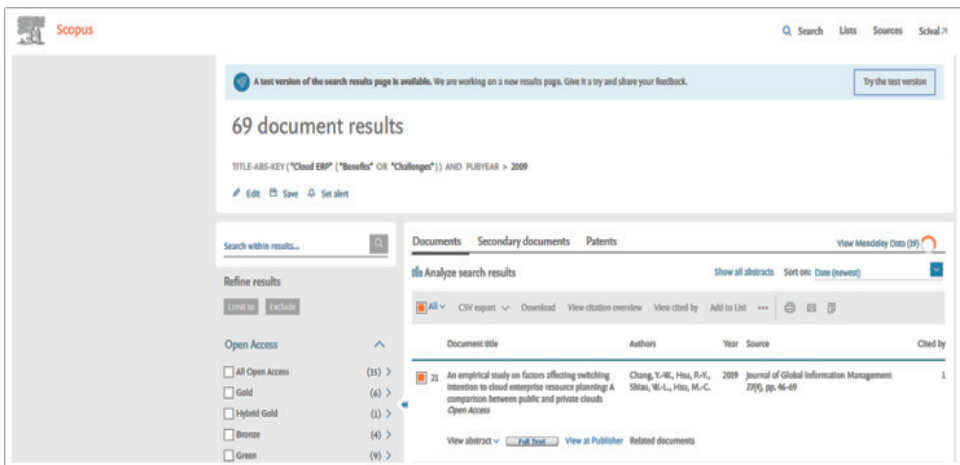 Scopus
Search Lists Sources Scival
A test version of the search results page is available. We are working on a new results page. Give it a try and share your feedback.
Try the test version
69 document results
TITLE-ABS-KEY ("Cloud ERP" ("Benefits" OR "Challenges")) AND PUBYEAR > 2009
Edit Save Set alert
Search within results...
Documents Secondary documents Patents
View Mendeley Data (19)
Analyze search results
Show all abstracts Sort on: Date (newest)
Refine results
Limit to Exclude
All CSV export Download View citation overview View cited by Add to List ...
Open Access
Document title Authors Year Source Cited by
All Open Access (15)
Gold (6)
Hybrid Gold (1)
Bronze (4)
Green (9)
21 An empirical study on factors affecting switching
intention to cloud enterprise resource planning: A
comparison between public and private clouds
Open Access
Chang, Y.-W., Hsu, P.-Y.,
Shiau, W.-L., Hsu, M.-C.
2019 Journal of Global Information Management
27(4), pp. 46-69
1
View abstract Full Text View at Publisher Related documents